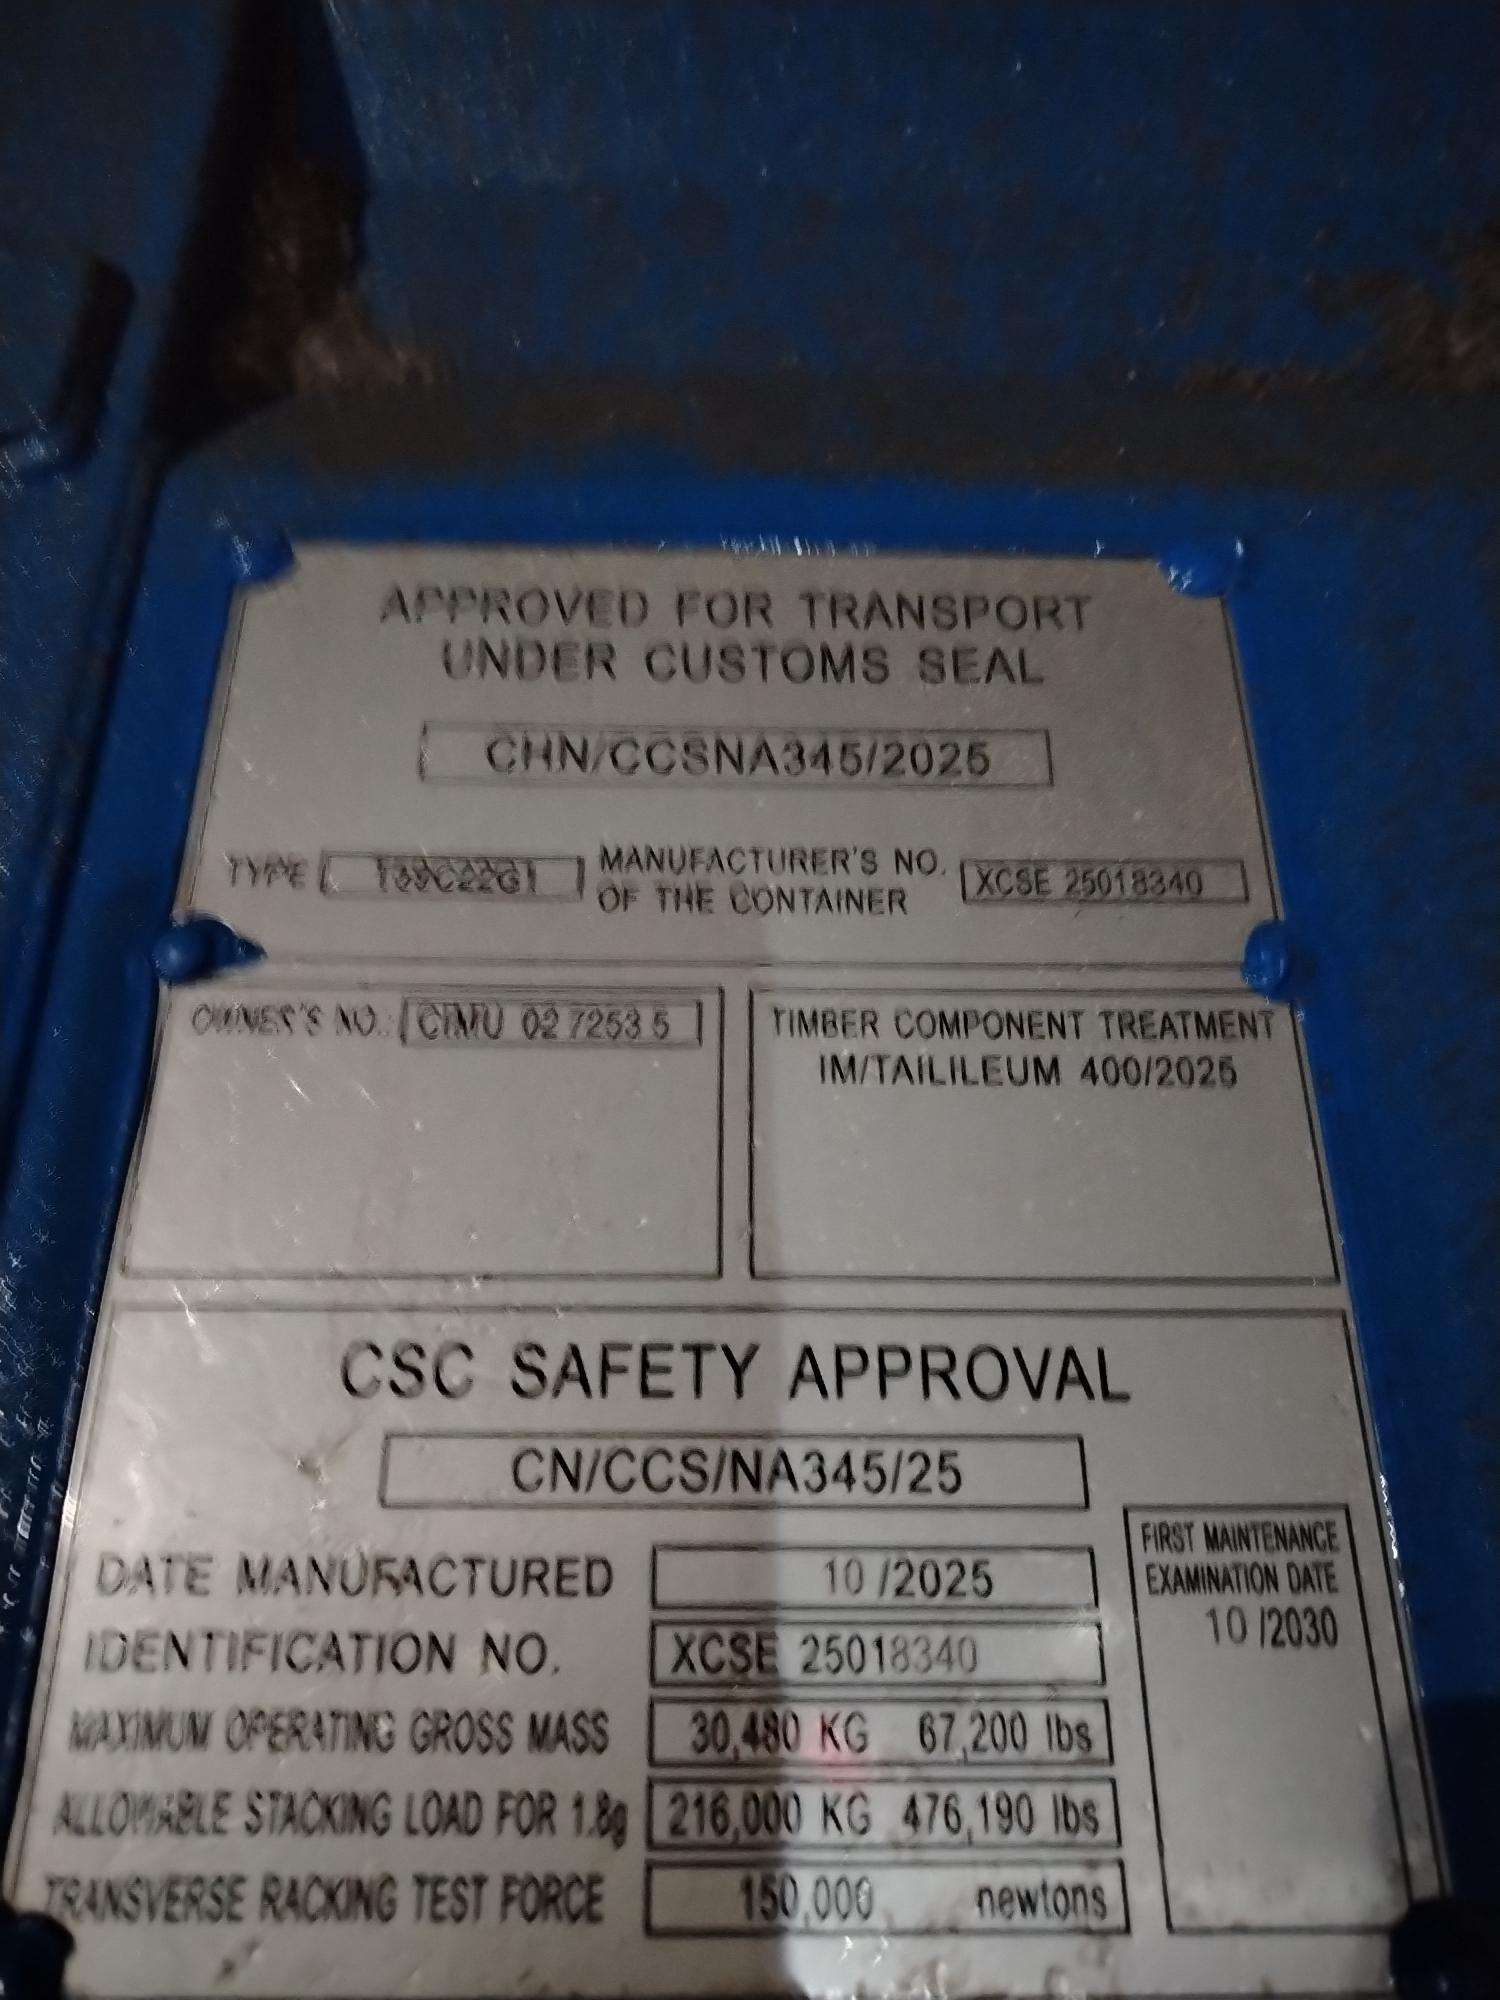 APPROVED FOR TRANSPORT
UNDER CUSTOMS SEAL
CHN/CCSNA345/2025
TYPE MANUFACTURER'S NO. OF THE CONTAINER XCSE 25018340
OWNER'S NO.: 02 7253 5
TIMBER COMPONENT TREATMENT
IM/TAILILEUM 400/2025
CSC SAFETY APPROVAL
CN/CCS/NA345/25
DATE MANUFACTURED 10 /2025
IDENTIFICATION NO. XCSE 25018340
MAXIMUM OPERATING GROSS MASS 30,480 KG 67,200 lbs
ALLOWABLE STACKING LOAD FOR 1.8g 216,000 KG 476,190 lbs
TRANSVERSE RACKING TEST FORCE 150,000 newtons
FIRST MAINTENANCE
EXAMINATION DATE
10 /2030